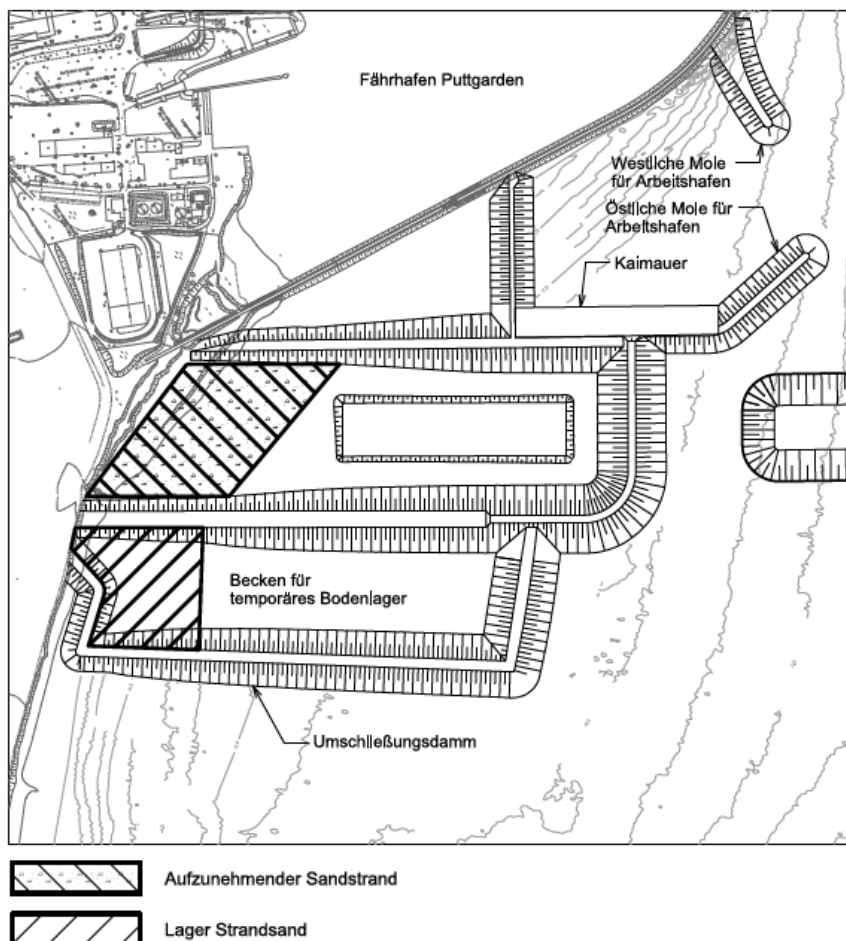 Fährhafen Puttgarden
Westliche Mole
für Arbeitshafen
Östliche Mole für
Arbeitshafen
Kaimauer
Becken für
temporäres Bodenlager
Umschließungsdamm
Aufzunehmender Sandstrand
Lager Strandsand